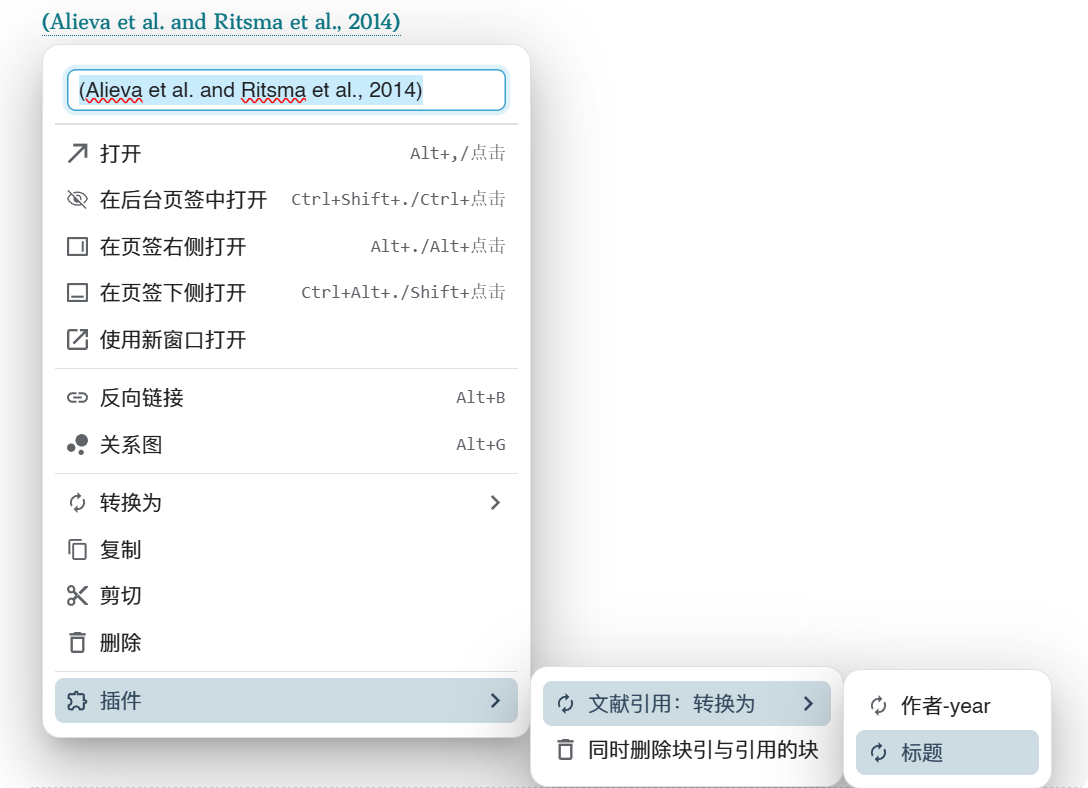 (Alieva et al. and Ritsma et al., 2014)
(Alieva et al. and Ritsma et al., 2014)
打开 Alt+,/点击
在后台页签中打开 Ctrl+Shift+./Ctrl+点击
在页签右侧打开 Alt+./Alt+点击
在页签下侧打开 Ctrl+Alt+./Shift+点击
使用新窗口打开
反向链接 Alt+B
关系图 Alt+G
转换为
复制
剪切
删除
插件
文献引用：转换为
同时删除块引与引用的块
作者-year
标题